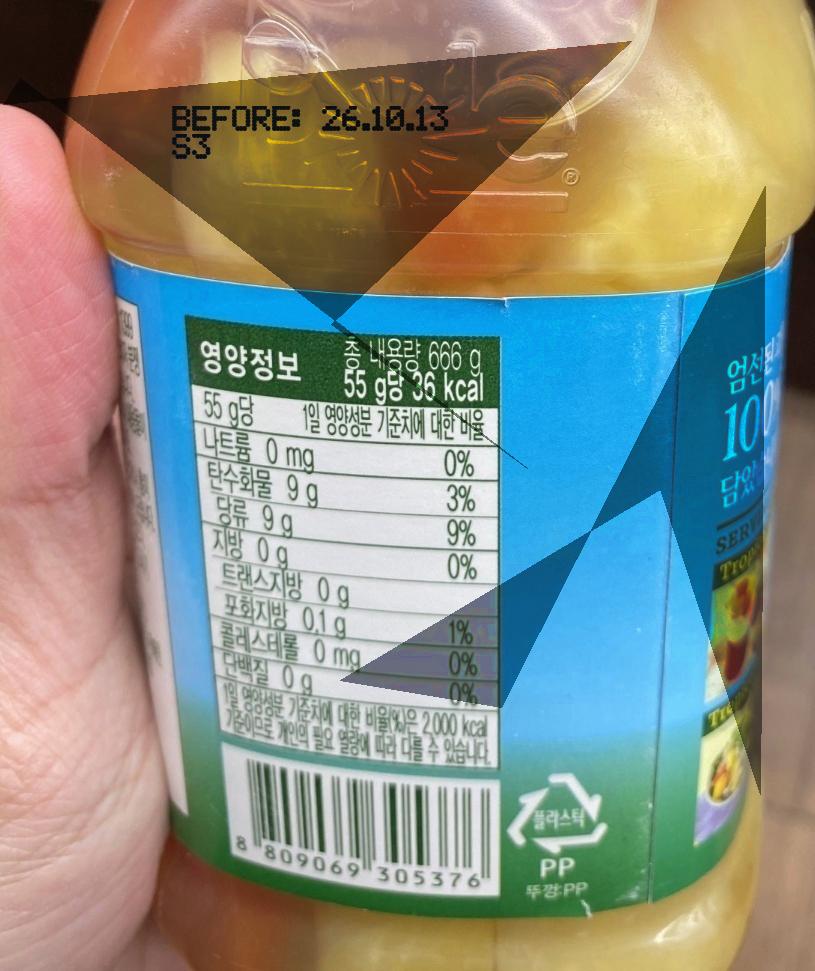 BEFORE: 26.10.13
S3
영양정보
총 내용량 666 g
55 g당 36 kcal
55 g당 1일 영양성분 기준치에 대한 비율
나트륨 0 mg 0%
탄수화물 9 g 3%
당류 9 g 9%
지방 0 g 0%
트랜스지방 0 g
포화지방 0.1 g 1%
콜레스테롤 0 mg 0%
단백질 0 g 0%
1일 영양성분 기준치에 대한 비율(%)은 2,000 kcal
기준이므로 개인의 필요 열량에 따라 다를 수 있습니다.
8 809069 305376
플라스틱
PP
뚜껑:PP
엄선된
100%
담았